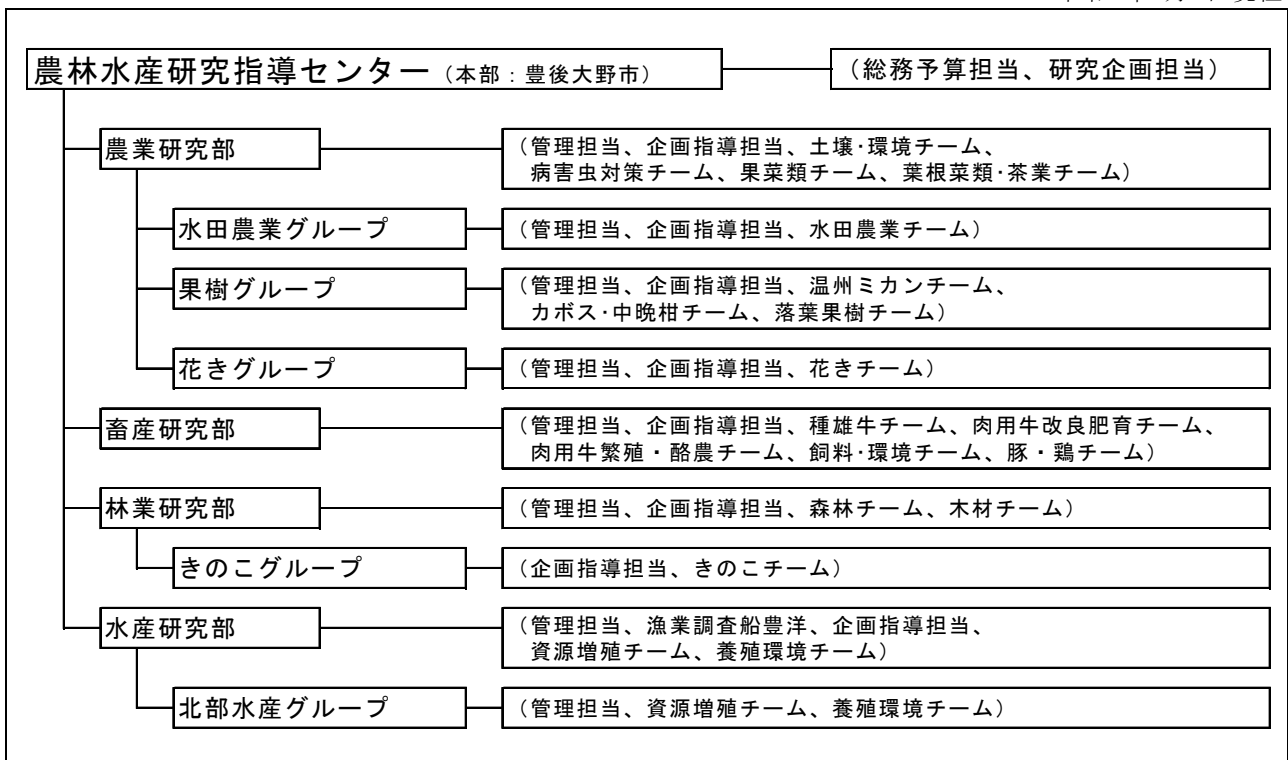 農林水産研究指導センター（本部：豊後大野市）
（総務予算担当、研究企画担当）
農業研究部
（管理担当、企画指導担当、土壌・環境チーム、
病害虫対策チーム、果菜類チーム、葉根菜類・茶業チーム）
水田農業グループ
（管理担当、企画指導担当、水田農業チーム）
果樹グループ
（管理担当、企画指導担当、温州ミカンチーム、
カボス・中晩柑チーム、落葉果樹チーム）
花きグループ
（管理担当、企画指導担当、花きチーム）
畜産研究部
（管理担当、企画指導担当、種雄牛チーム、肉用牛改良肥育チーム、
肉用牛繁殖・酪農チーム、飼料・環境チーム、豚・鶏チーム）
林業研究部
（管理担当、企画指導担当、森林チーム、木材チーム）
きのこグループ
（企画指導担当、きのこチーム）
水産研究部
（管理担当、漁業調査船豊洋、企画指導担当、
資源増殖チーム、養殖環境チーム）
北部水産グループ
（管理担当、資源増殖チーム、養殖環境チーム）